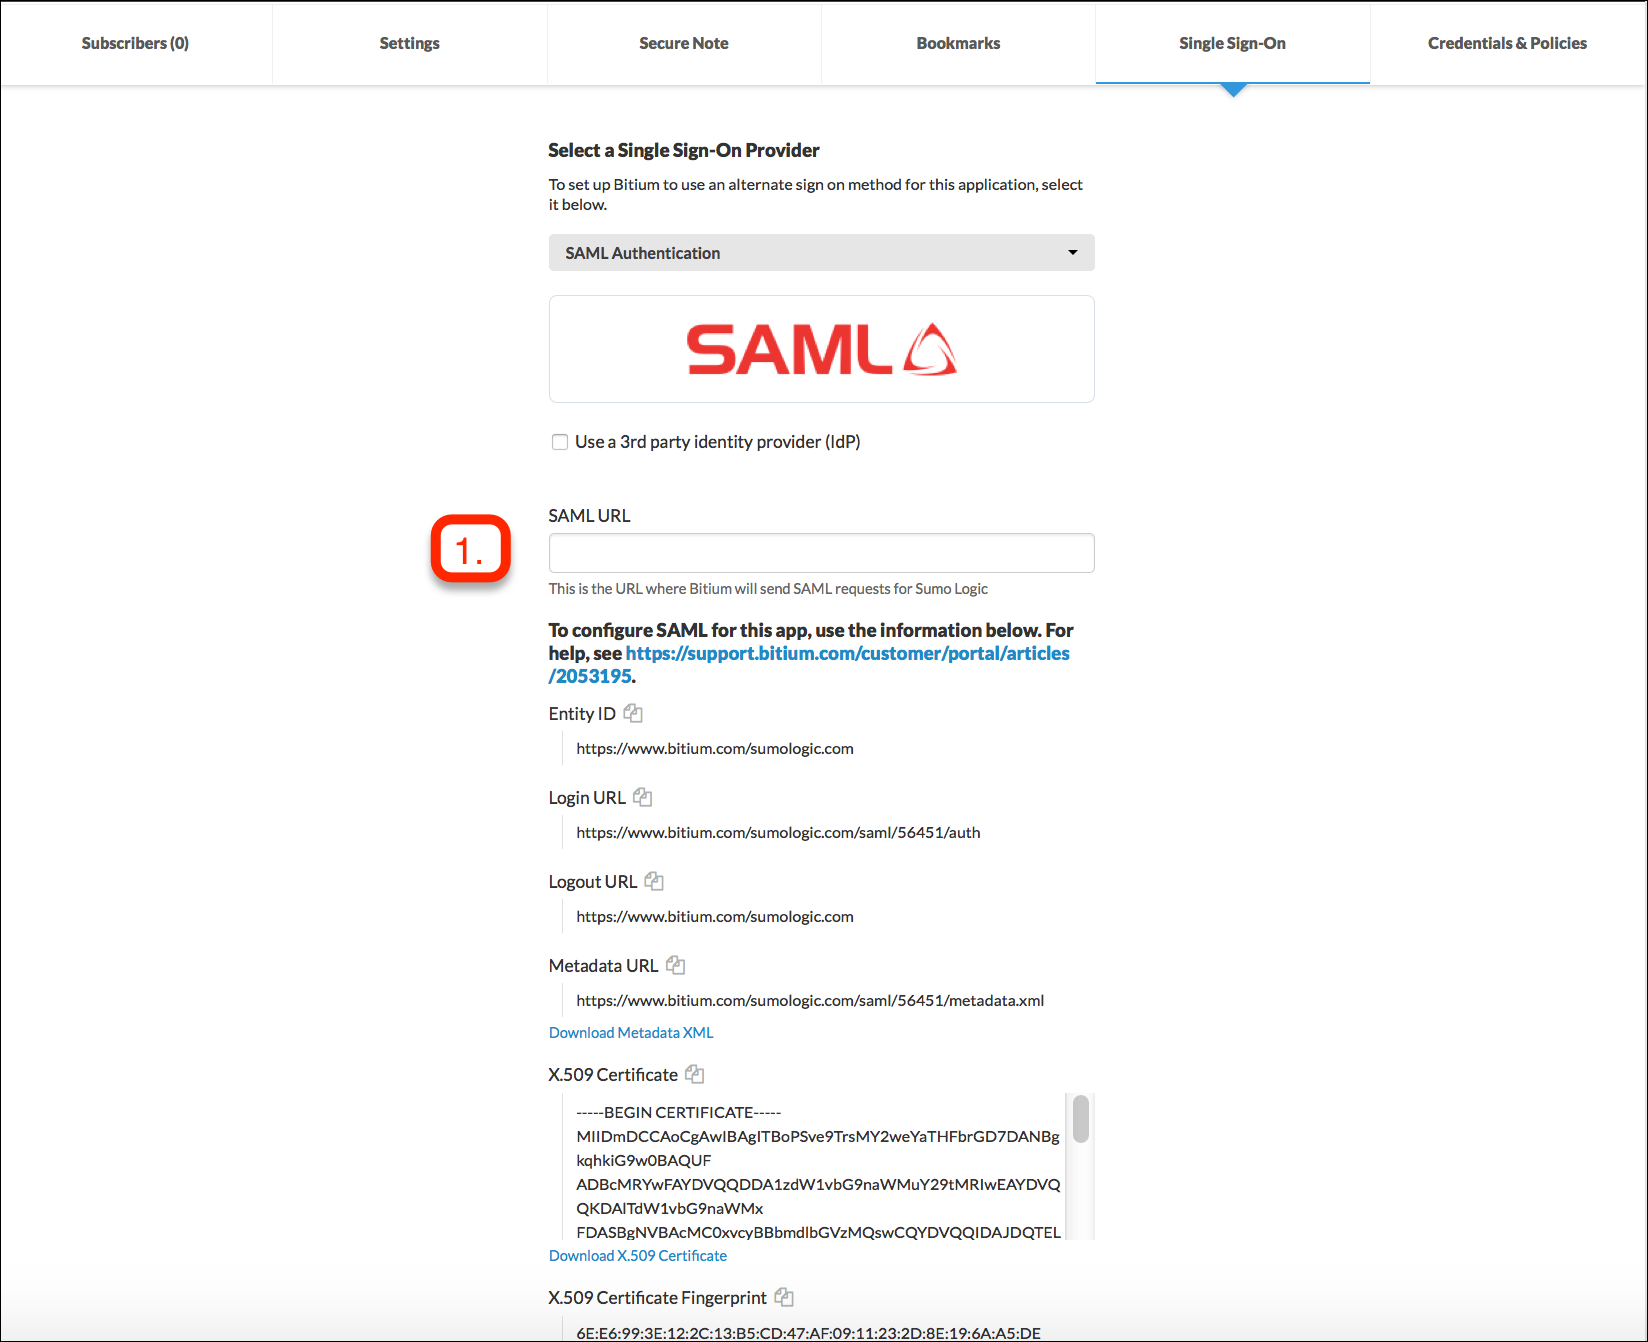 Subscribers (0) Settings Secure Note Bookmarks Single Sign-On Credentials & Policies
Select a Single Sign-On Provider
To set up Bitium to use an alternate sign on method for this application, select
it below.
SAML Authentication
SAML
Use a 3rd party identity provider (IdP)
SAML URL
1.
This is the URL where Bitium will send SAML requests for Sumo Logic
To configure SAML for this app, use the information below. For
help, see https://support.bitium.com/customer/portal/articles
/2053195.
Entity ID
https://www.bitium.com/sumologic.com
Login URL
https://www.bitium.com/sumologic.com/saml/56451/auth
Logout URL
https://www.bitium.com/sumologic.com
Metadata URL
https://www.bitium.com/sumologic.com/saml/56451/metadata.xml
Download Metadata XML
X.509 Certificate
-----BEGIN CERTIFICATE-----
MIIDmDCCAoCgAwIBAgITBoPSve9TrsMY2weYaTHFbrGD7DANBg
kqhkiG9w0BAQUF
ADBcMRYwFAYDVQQDDA1zdW1vbG9naWMuY29tMRIwEAYDVQ
QKDAlTdW1vbG9naWMx
FDASBgNVBAcMC0xvcyBBbmdlbGVzMQswCQYDVQQIDAJDQTEL
Download X.509 Certificate
X.509 Certificate Fingerprint
6E:E6:99:3E:12:2C:13:B5:CD:47:AF:09:11:23:2D:8E:19:6A:A5:DE